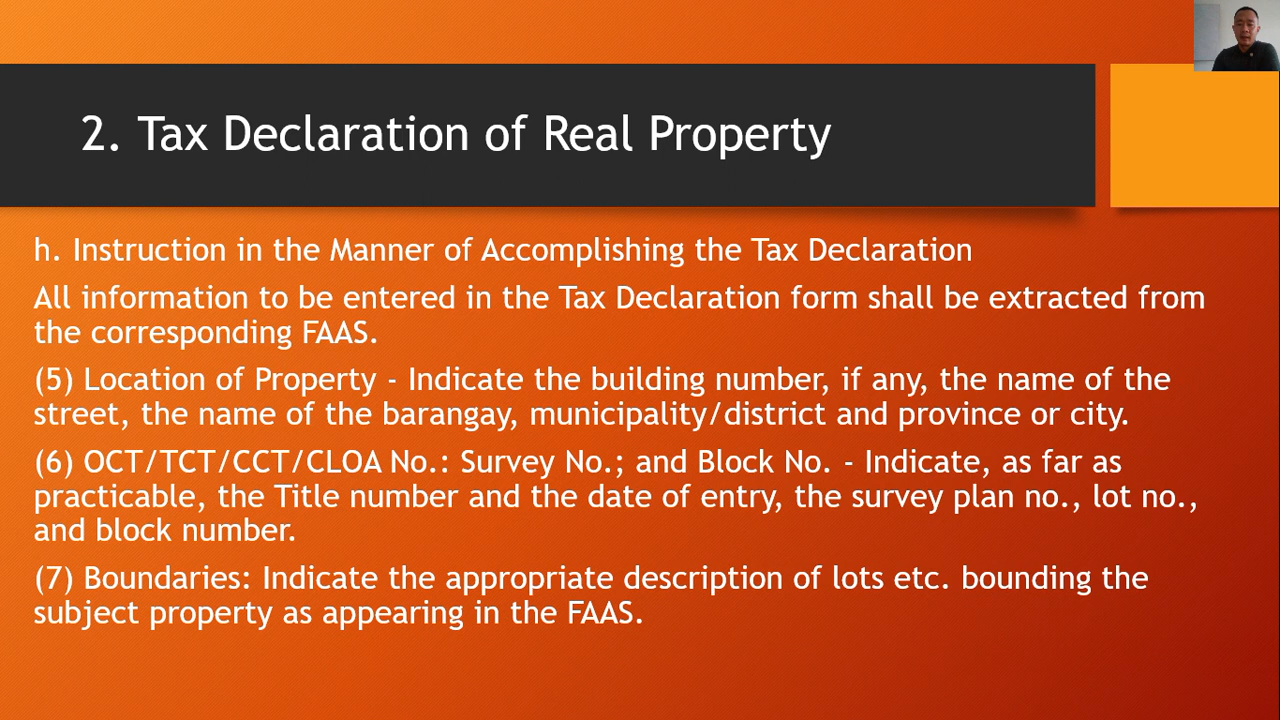 2. Tax Declaration of Real Property
h. Instruction in the Manner of Accomplishing the Tax Declaration
All information to be entered in the Tax Declaration form shall be extracted from
the corresponding FAAS.
(5) Location of Property - Indicate the building number, if any, the name of the
street, the name of the barangay, municipality/district and province or city.
(6) OCT/TCT/CCT/CLOA No.: Survey No.; and Block No. - Indicate, as far as
practicable, the Title number and the date of entry, the survey plan no., lot no.,
and block number.
(7) Boundaries: Indicate the appropriate description of lots etc. bounding the
subject property as appearing in the FAAS.